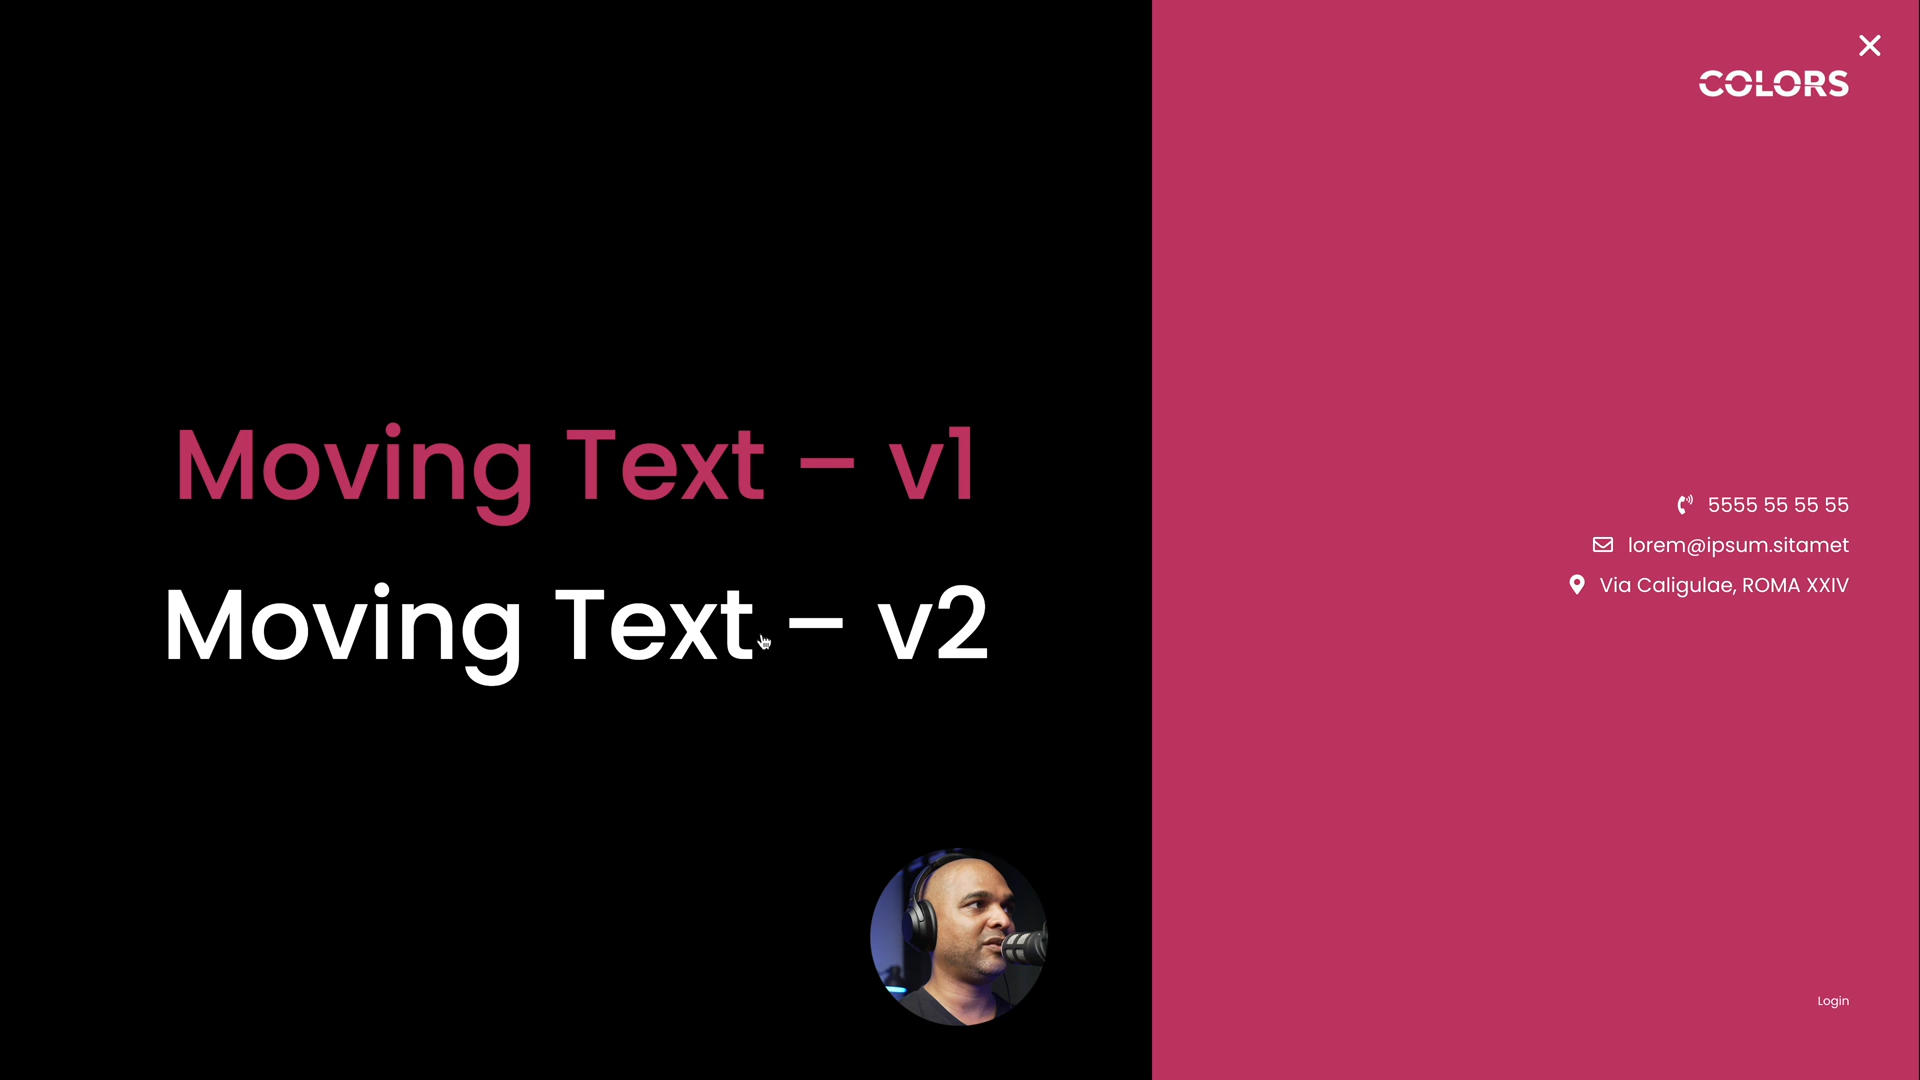 COLORS
Moving Text – v1
Moving Text – v2
5555 55 55 55
lorem@ipsum.sitamet
Via Caligulae, ROMA XXIV
Login